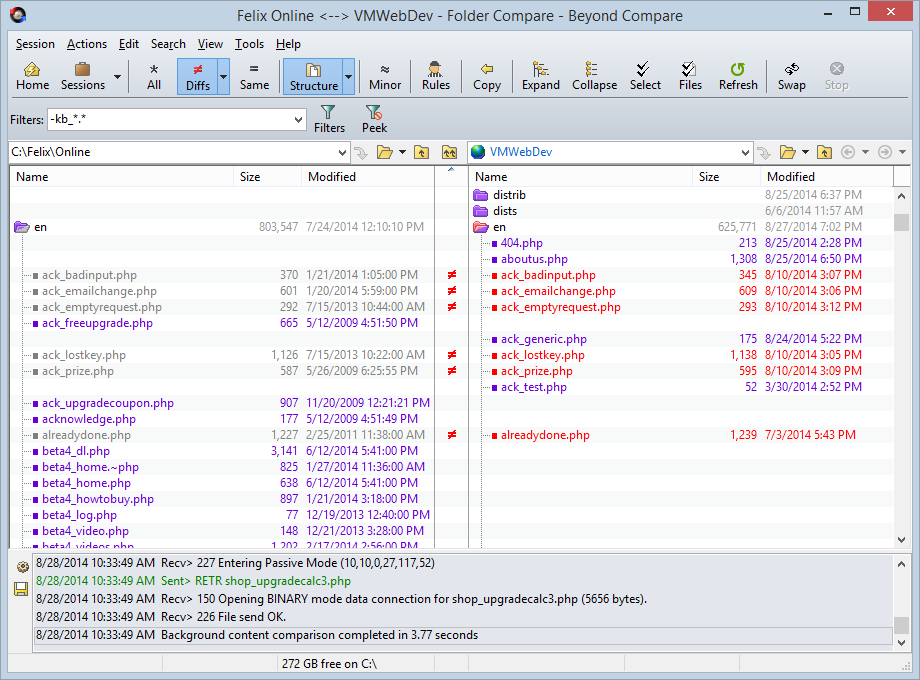 Felix Online <--> VMWebDev - Folder Compare - Beyond Compare
Session Actions Edit Search View Tools Help
Home Sessions All Diffs Same Structure Minor Rules Copy Expand Collapse Select Files Refresh Swap Stop
Filters: -kb_*.* Filters Peek
C:\Felix\Online VMWebDev
Name Size Modified Name Size Modified
distrib 8/25/2014 6:37 PM
dists 6/6/2014 11:57 AM
en 803,547 7/24/2014 12:10:10 PM en 625,771 8/27/2014 7:02 PM
404.php 213 8/25/2014 2:28 PM
aboutus.php 1,308 8/25/2014 6:50 PM
ack_badinput.php 370 1/21/2014 1:05:00 PM ≠ ack_badinput.php 345 8/10/2014 3:07 PM
ack_emailchange.php 601 1/20/2014 5:59:00 PM ≠ ack_emailchange.php 609 8/10/2014 3:06 PM
ack_emptyrequest.php 292 7/15/2013 10:44:00 AM ≠ ack_emptyrequest.php 293 8/10/2014 3:12 PM
ack_freeupgrade.php 665 5/12/2009 4:51:50 PM
ack_generic.php 175 8/24/2014 5:22 PM
ack_lostkey.php 1,126 7/15/2013 10:22:00 AM ≠ ack_lostkey.php 1,138 8/10/2014 3:05 PM
ack_prize.php 587 5/26/2009 6:25:55 PM ≠ ack_prize.php 595 8/10/2014 3:09 PM
ack_test.php 52 3/30/2014 2:52 PM
ack_upgradecoupon.php 907 11/20/2009 12:21:21 PM
acknowledge.php 177 5/12/2009 4:51:49 PM
alreadydone.php 1,227 2/25/2011 11:38:00 AM ≠ alreadydone.php 1,239 7/3/2014 5:43 PM
beta4_dl.php 3,141 6/12/2014 5:41:00 PM
beta4_home.~php 825 1/27/2014 11:36:00 AM
beta4_home.php 638 6/12/2014 5:41:00 PM
beta4_howtobuy.php 897 1/21/2014 3:18:00 PM
beta4_log.php 77 12/19/2013 12:40:00 PM
beta4_video.php 148 12/21/2013 3:28:00 PM
beta4_videos.php 1,202 2/17/2014 2:56:00 PM
8/28/2014 10:33:49 AM Recv> 227 Entering Passive Mode (10,10,0,27,117,52)
8/28/2014 10:33:49 AM Sent> RETR shop_upgradecalc3.php
8/28/2014 10:33:49 AM Recv> 150 Opening BINARY mode data connection for shop_upgradecalc3.php (5656 bytes).
8/28/2014 10:33:49 AM Recv> 226 File send OK.
8/28/2014 10:33:49 AM Background content comparison completed in 3.77 seconds
272 GB free on C:\